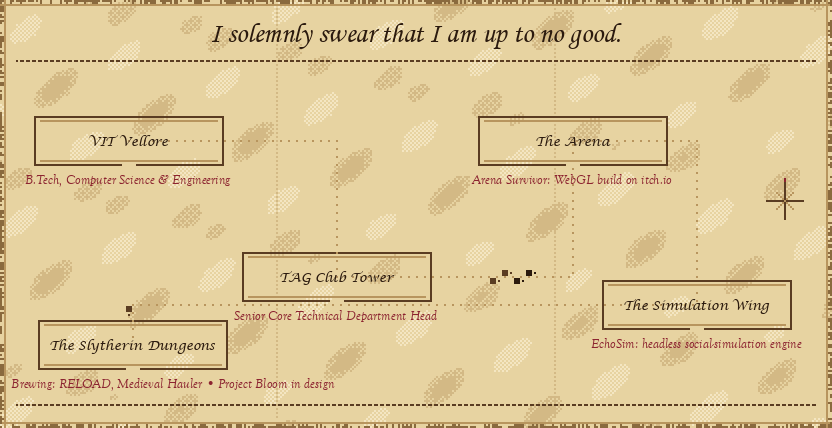 I solemnly swear that I am up to no good.
VIT Vellore
B.Tech, Computer Science & Engineering
The Arena
Arena Survivor: WebGL build on itch.io
TAG Club Tower
Senior Core Technical Department Head
The Simulation Wing
EchoSim: headless social-simulation engine
The Slytherin Dungeons
Brewing: RELOAD, Medieval Hauler • Project Bloom in design